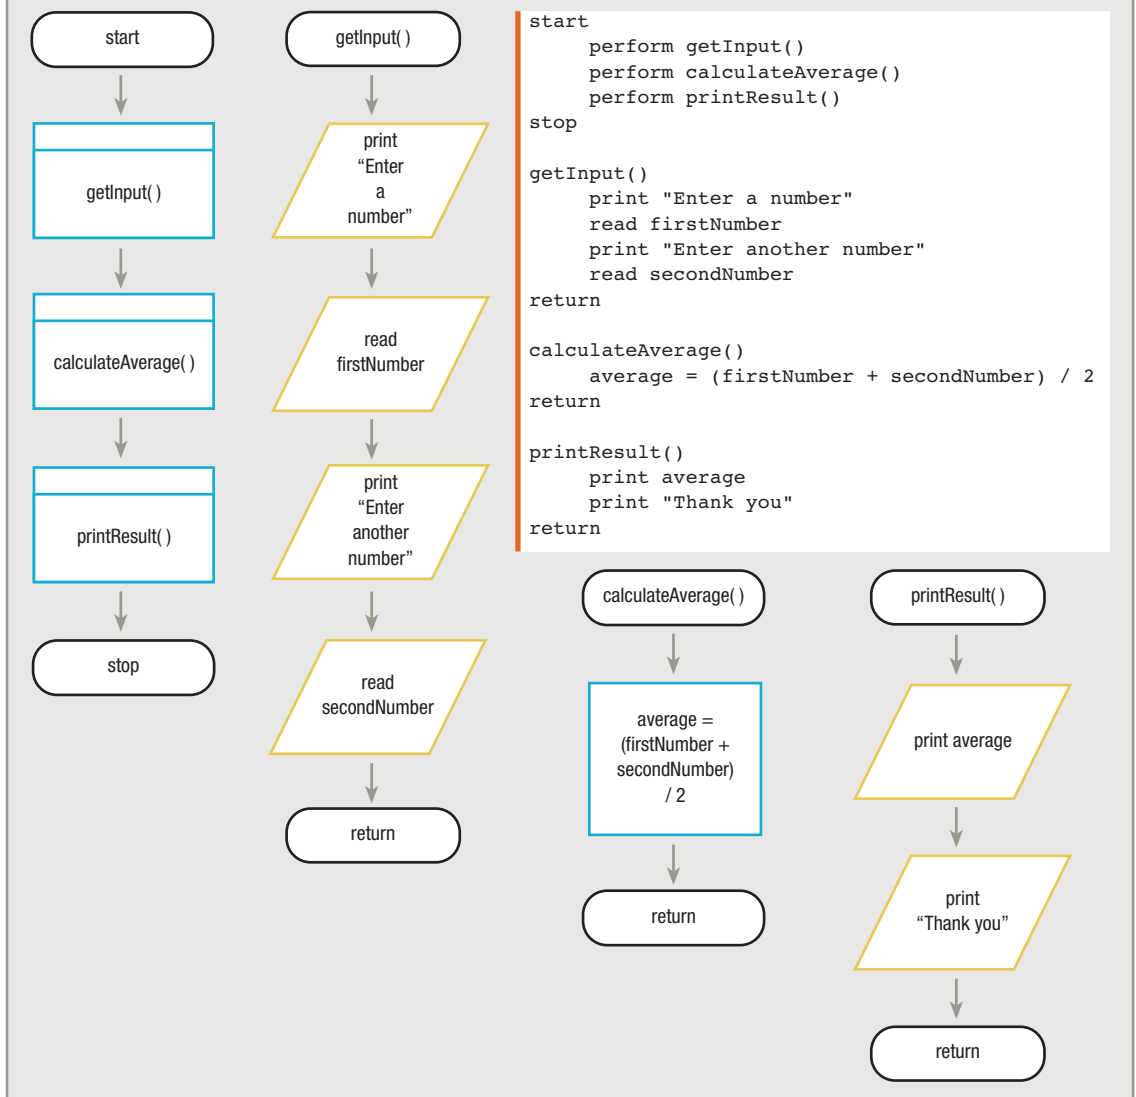 start
getInput( )
calculateAverage( )
printResult( )
stop
getInput( )
print
“Enter
a
number”
read
firstNumber
print
“Enter
another
number”
read
secondNumber
return
start
perform getInput()
perform calculateAverage()
perform printResult()
stop
getInput()
print "Enter a number"
read firstNumber
print "Enter another number"
read secondNumber
return
calculateAverage()
average = (firstNumber + secondNumber) / 2
return
printResult()
print average
print "Thank you"
return
calculateAverage( )
average =
(firstNumber +
secondNumber)
/ 2
return
printResult( )
print average
print
“Thank you”
return